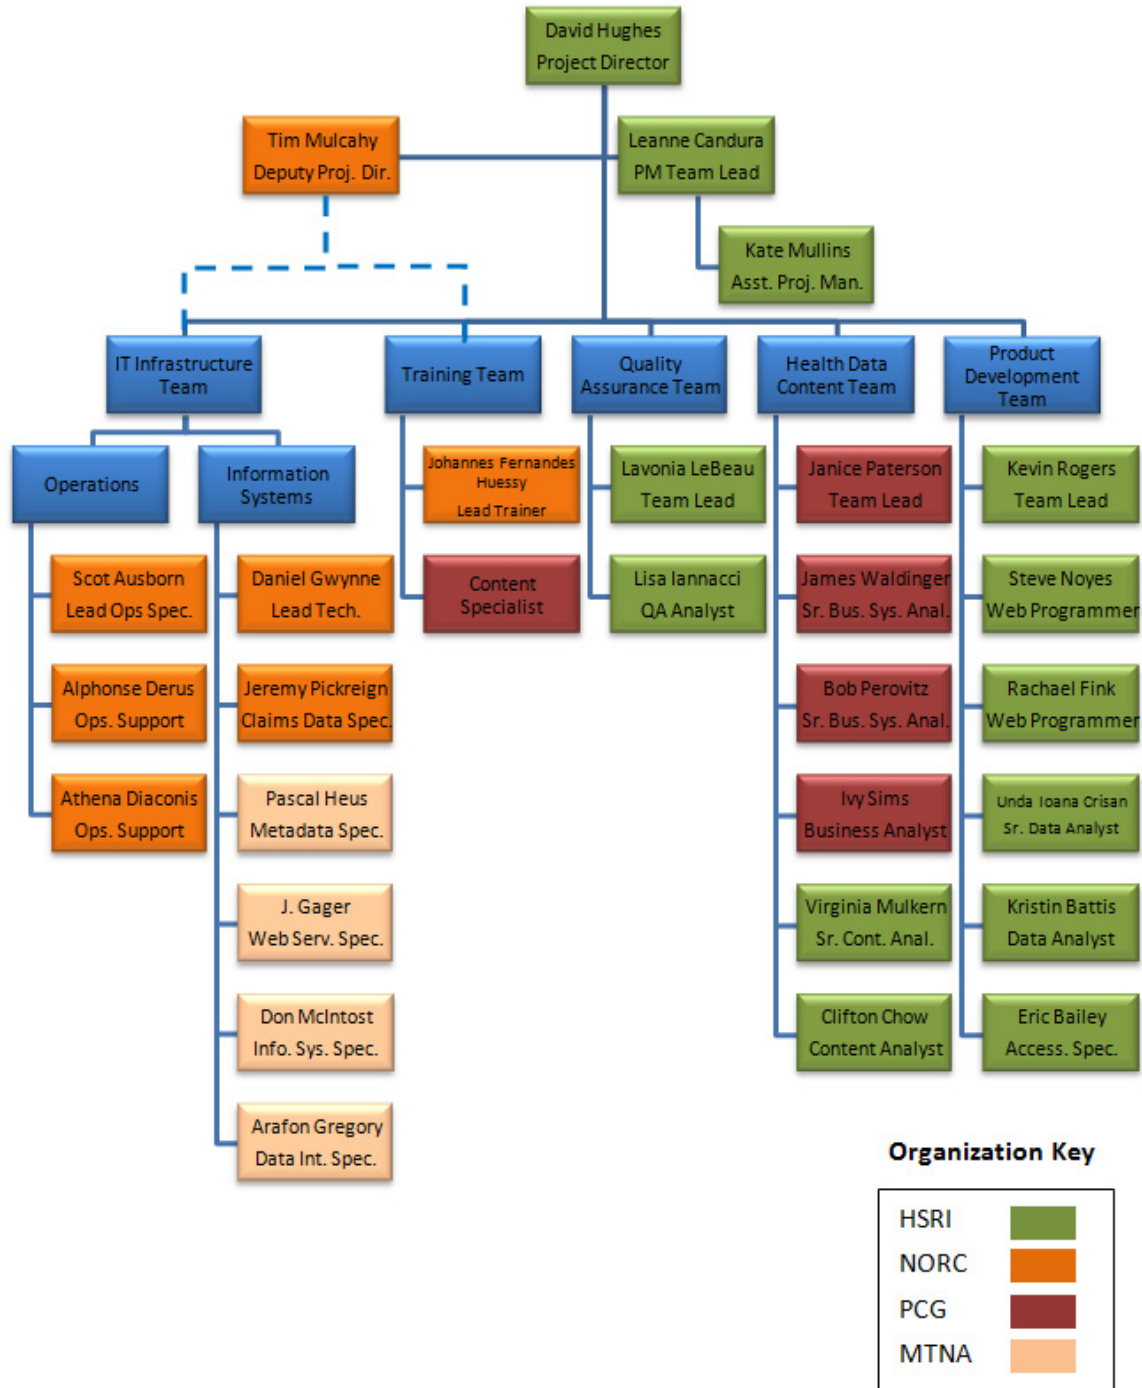 David Hughes
Project Director
Tim Mulcahy
Deputy Proj. Dir.
Leanne Candura
PM Team Lead
Kate Mullins
Asst. Proj. Man.
IT Infrastructure
Team
Training Team
Quality
Assurance Team
Health Data
Content Team
Product
Development
Team
Operations
Information
Systems
Scot Ausborn
Lead Ops Spec.
Alphonse Derus
Ops. Support
Athena Diaconis
Ops. Support
Daniel Gwynne
Lead Tech.
Jeremy Pickreign
Claims Data Spec.
Pascal Heus
Metadata Spec.
J. Gager
Web Serv. Spec.
Don McIntost
Info. Sys. Spec.
Arafon Gregory
Data Int. Spec.
Johannes Fernandes
Huessy
Lead Trainer
Content
Specialist
Lavonia LeBeau
Team Lead
Lisa Iannacci
QA Analyst
Janice Paterson
Team Lead
James Waldinger
Sr. Bus. Sys. Anal.
Bob Perovitz
Sr. Bus. Sys. Anal.
Ivy Sims
Business Analyst
Virginia Mulkern
Sr. Cont. Anal.
Clifton Chow
Content Analyst
Kevin Rogers
Team Lead
Steve Noyes
Web Programmer
Rachael Fink
Web Programmer
Unda Ioana Crisan
Sr. Data Analyst
Kristin Battis
Data Analyst
Eric Bailey
Access. Spec.
Organization Key
HSRI
NORC
PCG
MTNA